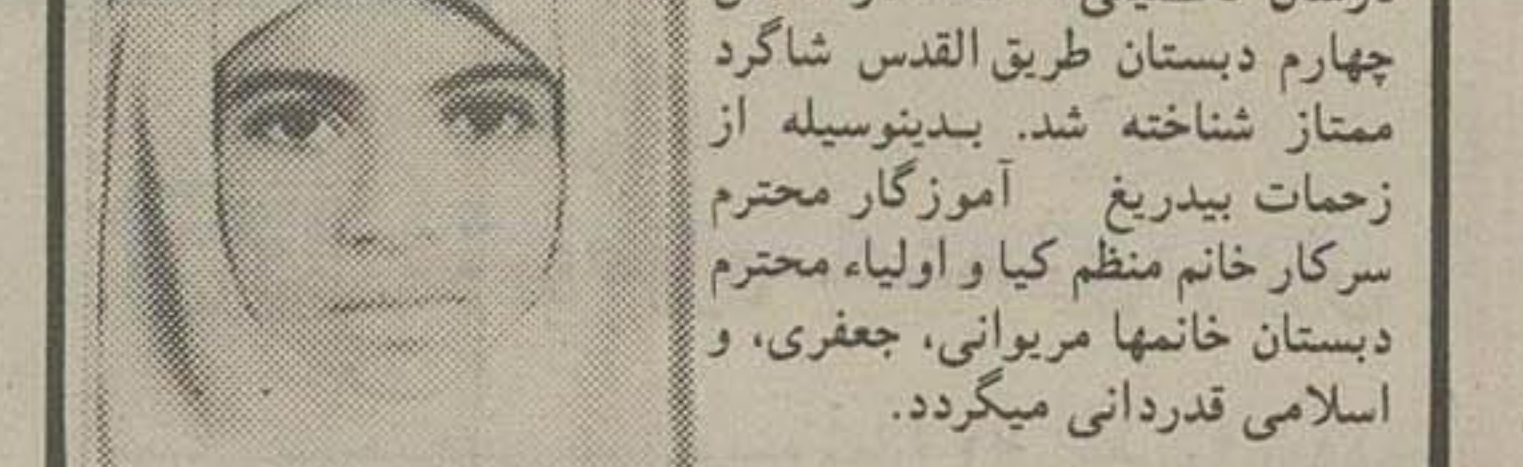 چهارم دبستان طریق القدس شاگرد
ممتاز شناخته شد. بدینوسیله از
زحمات بیدریغ آموزگار محترم
سرکار خانم منظم کیا و اولیاء محترم
دبستان خانمها مریوانی، جعفری، و
اسلامی قدردانی میگردد.